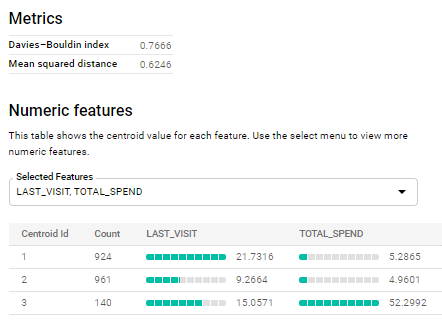 Metrics
Davies–Bouldin index 0.7666
Mean squared distance 0.6246
Numeric features
This table shows the centroid value for each feature. Use the select menu to view more
numeric features.
Selected Features
LAST_VISIT, TOTAL_SPEND
Centroid Id Count LAST_VISIT TOTAL_SPEND
1 924 21.7316 5.2865
2 961 9.2664 4.9601
3 140 15.0571 52.2992